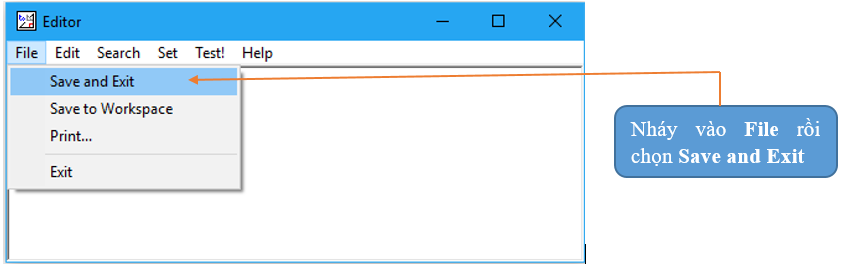 Editor
File Edit Search Set Test! Help
Save and Exit
Save to Workspace
Print...
Exit
Nháy vào File rồi
chọn Save and Exit